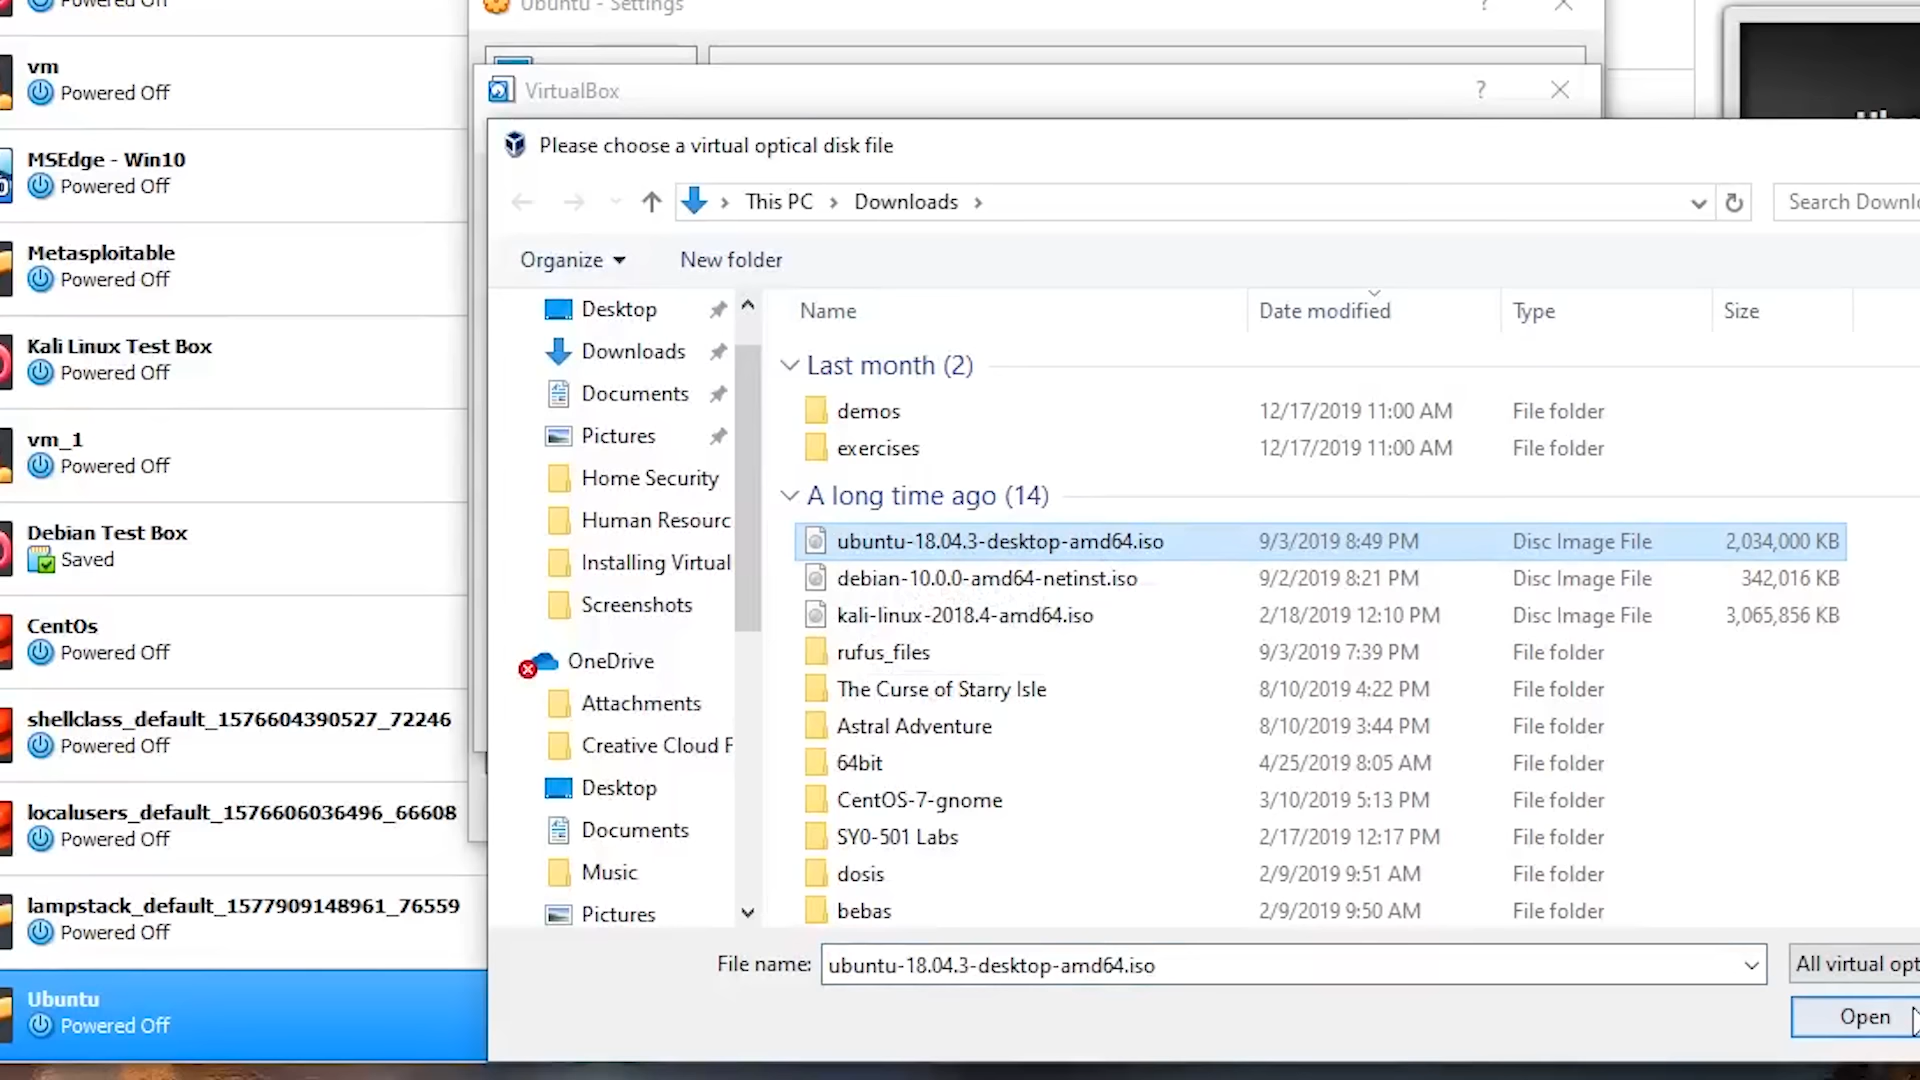 Powered Off
vm
Powered Off
MSEdge - Win10
Powered Off
Metasploitable
Powered Off
Kali Linux Test Box
Powered Off
vm_1
Powered Off
Debian Test Box
Saved
CentOs
Powered Off
shellclass_default_1576604390527_72246
Powered Off
localusers_default_1576606036496_66608
Powered Off
lampstack_default_1577909148961_76559
Powered Off
Ubuntu
Powered Off
Ubuntu - Settings ?
VirtualBox ?
Please choose a virtual optical disk file
This PC > Downloads >
Search Downl
Organize New folder
Desktop
Downloads
Documents
Pictures
Home Security
Human Resourc
Installing Virtual
Screenshots
OneDrive
Attachments
Creative Cloud F
Desktop
Documents
Music
Pictures
Name Date modified Type Size
Last month (2)
demos 12/17/2019 11:00 AM File folder
exercises 12/17/2019 11:00 AM File folder
A long time ago (14)
ubuntu-18.04.3-desktop-amd64.iso 9/3/2019 8:49 PM Disc Image File 2,034,000 KB
debian-10.0.0-amd64-netinst.iso 9/2/2019 8:21 PM Disc Image File 342,016 KB
kali-linux-2018.4-amd64.iso 2/18/2019 12:10 PM Disc Image File 3,065,856 KB
rufus_files 9/3/2019 7:39 PM File folder
The Curse of Starry Isle 8/10/2019 4:22 PM File folder
Astral Adventure 8/10/2019 3:44 PM File folder
64bit 4/25/2019 8:05 AM File folder
CentOS-7-gnome 3/10/2019 5:13 PM File folder
SY0-501 Labs 2/17/2019 12:17 PM File folder
dosis 2/9/2019 9:51 AM File folder
bebas 2/9/2019 9:50 AM File folder
File name: ubuntu-18.04.3-desktop-amd64.iso
All virtual opt
Open